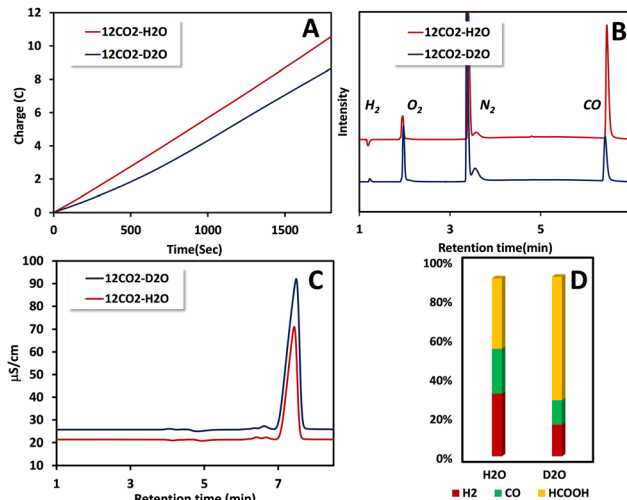 A
12CO2-H2O
12CO2-D2O
Charge (C)
12
10
8
6
4
2
0
0
500
1000
1500
Time(Sec)
B
12CO2-H2O
12CO2-D2O
Intensity
H2
O2
N2
CO
1
3
5
Retention time(min)
C
12CO2-D2O
12CO2-H2O
µS/cm
100
90
80
70
60
50
40
30
20
10
1
3
5
7
Retention time (min)
D
100%
80%
60%
40%
20%
0%
H2O
D2O
H2
CO
HCOOH